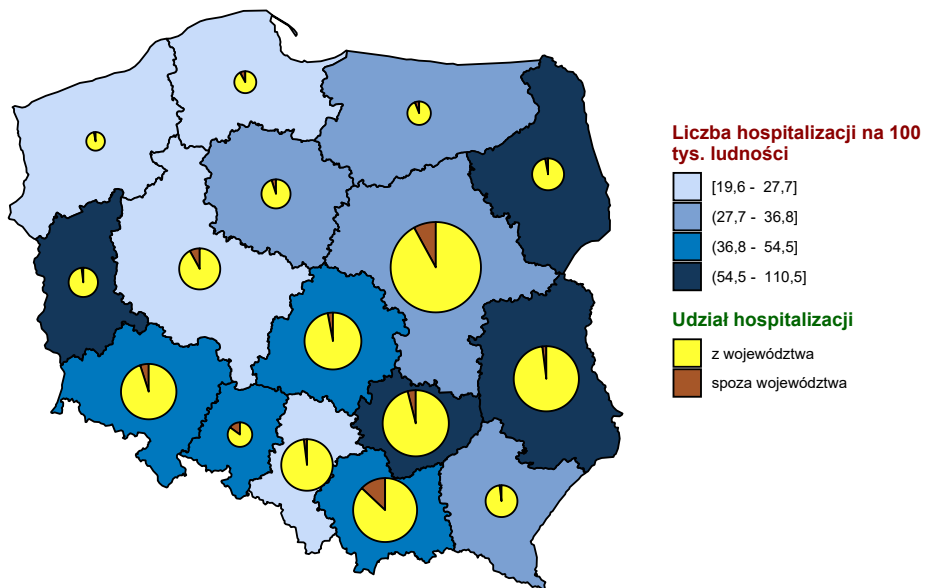 Liczba hospitalizacji na 100
tys. ludności
[19,6 - 27,7]
(27,7 - 36,8]
(36,8 - 54,5]
(54,5 - 110,5]
Udział hospitalizacji
z województwa
spoza województwa